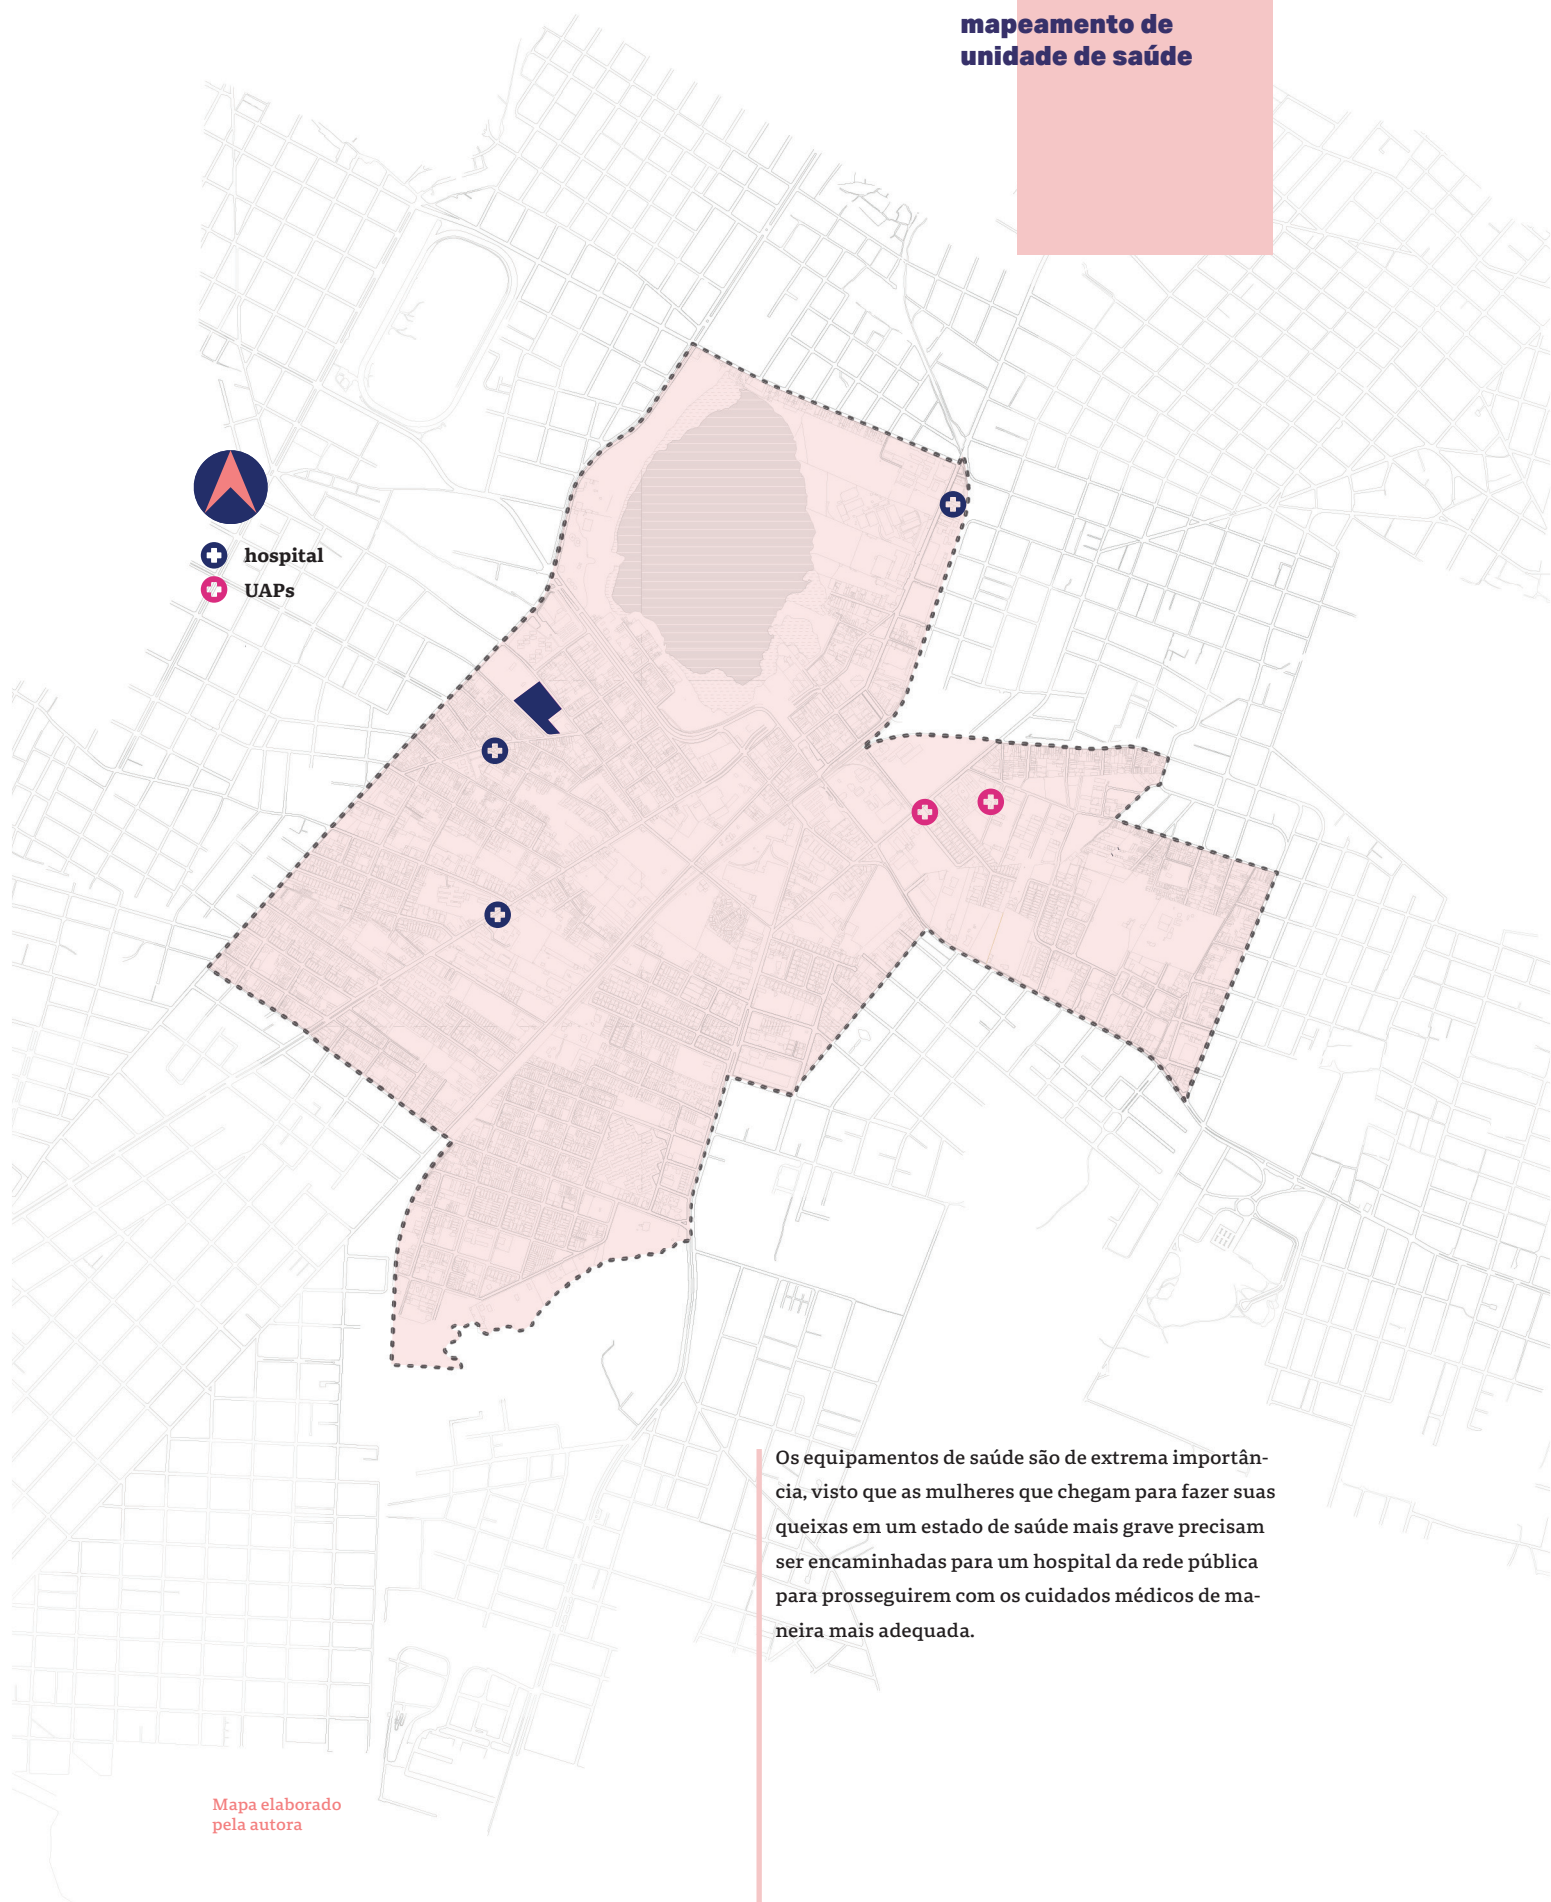 mapeamento de
unidade de saúde
hospital
UAPs
Os equipamentos de saúde são de extrema importân-
cia, visto que as mulheres que chegam para fazer suas
queixas em um estado de saúde mais grave precisam
ser encaminhadas para um hospital da rede pública
para prosseguirem com os cuidados médicos de ma-
neira mais adequada.
Mapa elaborado
pela autora